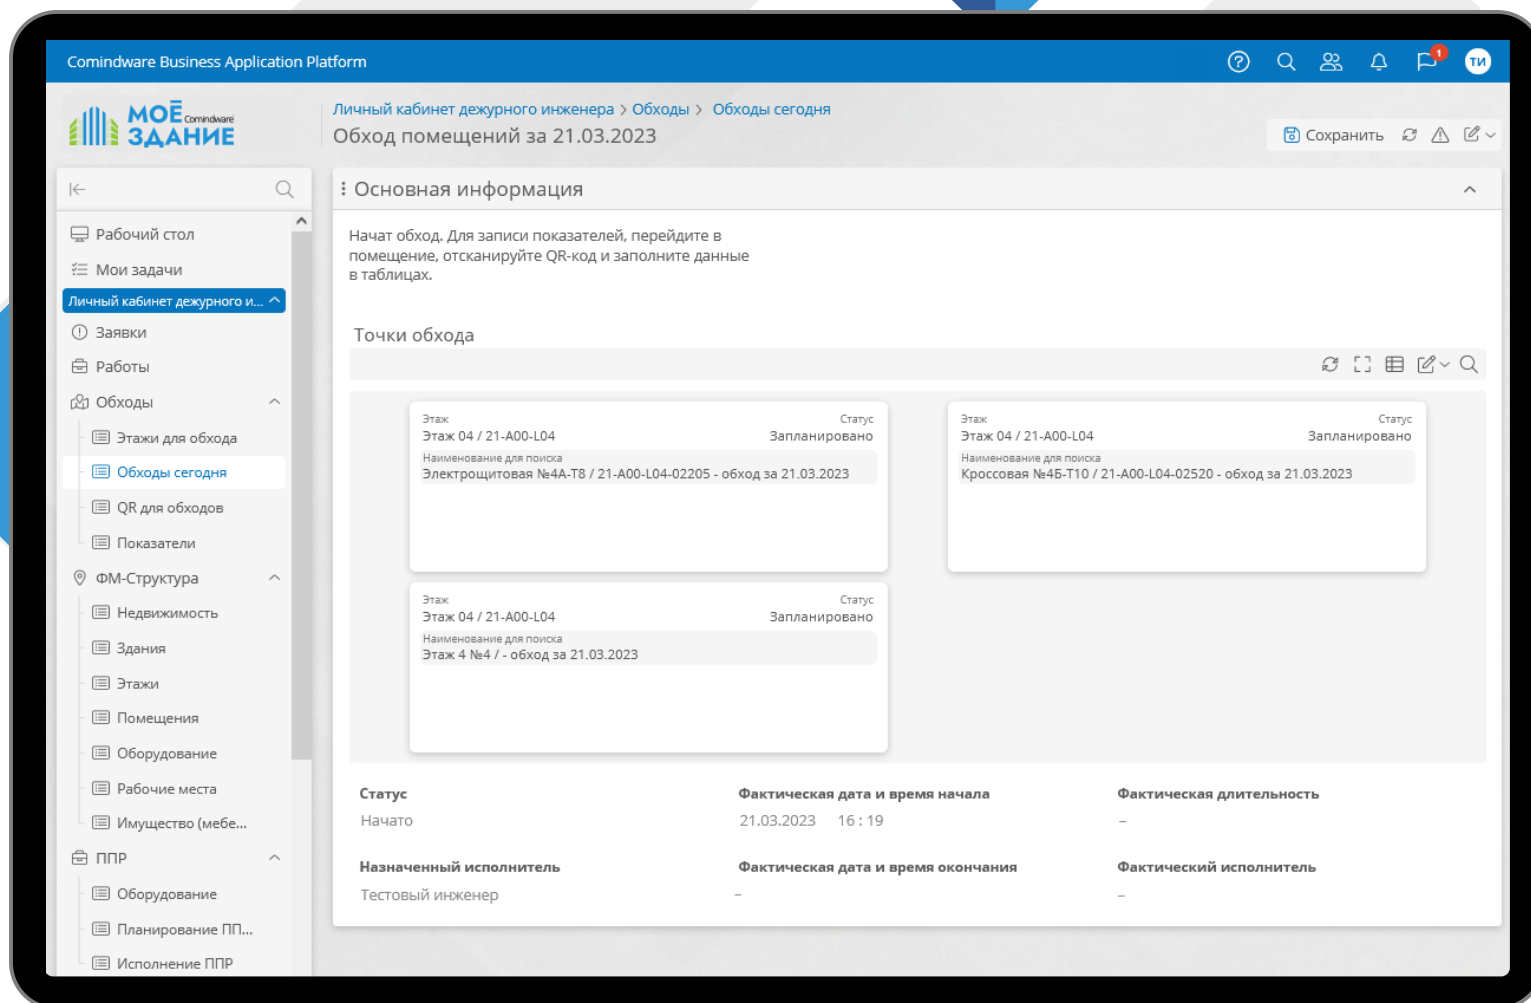 Comindware Business Application Platform
1
ТИ
МОЁ Comindware
ЗДАНИЕ
Личный кабинет дежурного инженера > Обходы > Обходы сегодня
Обход помещений за 21.03.2023
Сохранить
Рабочий стол
Мои задачи
Личный кабинет дежурного и...
Заявки
Работы
Обходы
Этажи для обхода
Обходы сегодня
QR для обходов
Показатели
ФМ-Структура
Недвижимость
Здания
Этажи
Помещения
Оборудование
Рабочие места
Имущество (мебе...
ППР
Оборудование
Планирование ПП...
Исполнение ППР
Основная информация
Начат обход. Для записи показателей, перейдите в
помещение, отсканируйте QR-код и заполните данные
в таблицах.
Точки обхода
Этаж Статус
Этаж 04 / 21-A00-L04 Запланировано
Наименование для поиска
Электрощитовая №4А-Т8 / 21-A00-L04-02205 - обход за 21.03.2023
Этаж Статус
Этаж 04 / 21-A00-L04 Запланировано
Наименование для поиска
Кроссовая №4Б-Т10 / 21-A00-L04-02520 - обход за 21.03.2023
Этаж Статус
Этаж 04 / 21-A00-L04 Запланировано
Наименование для поиска
Этаж 4 №4 / - обход за 21.03.2023
Статус Фактическая дата и время начала Фактическая длительность
Начато 21.03.2023 16 : 19 –
Назначенный исполнитель Фактическая дата и время окончания Фактический исполнитель
Тестовый инженер – –